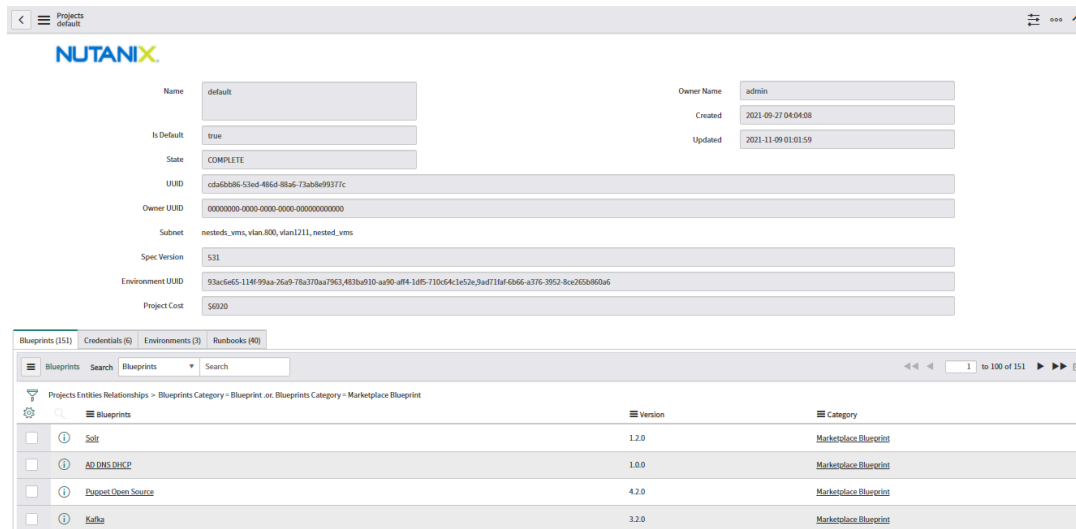 Projects
default
NUTANIX
Name default
Owner Name admin
Created 2021-09-27 04:04:08
Is Default true
Updated 2021-11-09 01:01:59
State COMPLETE
UUID cda6bb86-53ed-486d-88a6-73ab8e99377c
Owner UUID 00000000-0000-0000-0000-000000000000
Subnet nesteds_vms, vlan.800, vlan1211, nested_vms
Spec Version 531
Environment UUID 93ac6e65-114f-99aa-26a9-78a370aa7963,483ba910-aa90-aff4-1df5-710c64c1e52e,9ad71faf-6b66-a376-3952-8ce265b860a6
Project Cost $6920
Blueprints (151) Credentials (6) Environments (3) Runbooks (40)
Blueprints Search Blueprints Search 1 to 100 of 151
Projects Entities Relationships > Blueprints Category = Blueprint .or. Blueprints Category = Marketplace Blueprint
Blueprints Version Category
Solr 1.2.0 Marketplace Blueprint
AD DNS DHCP 1.0.0 Marketplace Blueprint
Puppet Open Source 4.2.0 Marketplace Blueprint
Kafka 3.2.0 Marketplace Blueprint